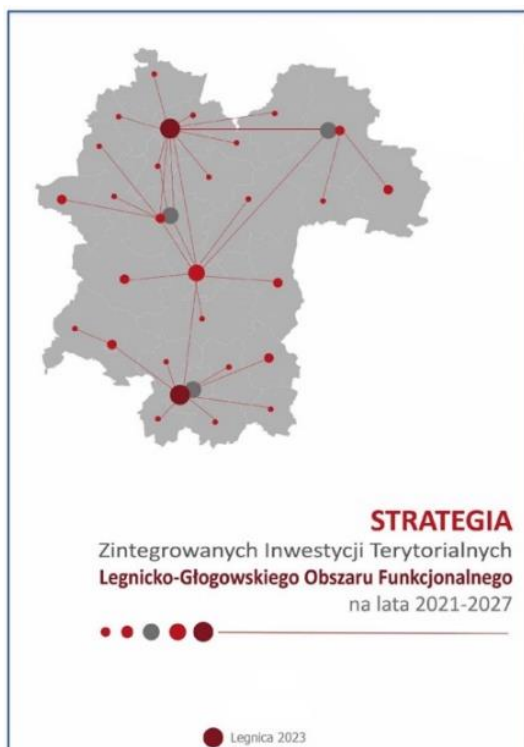 STRATEGIA
Zintegrowanych Inwestycji Terytorialnych
Legnicko-Głogowskiego Obszaru Funkcjonalnego
na lata 2021-2027
Legnica 2023